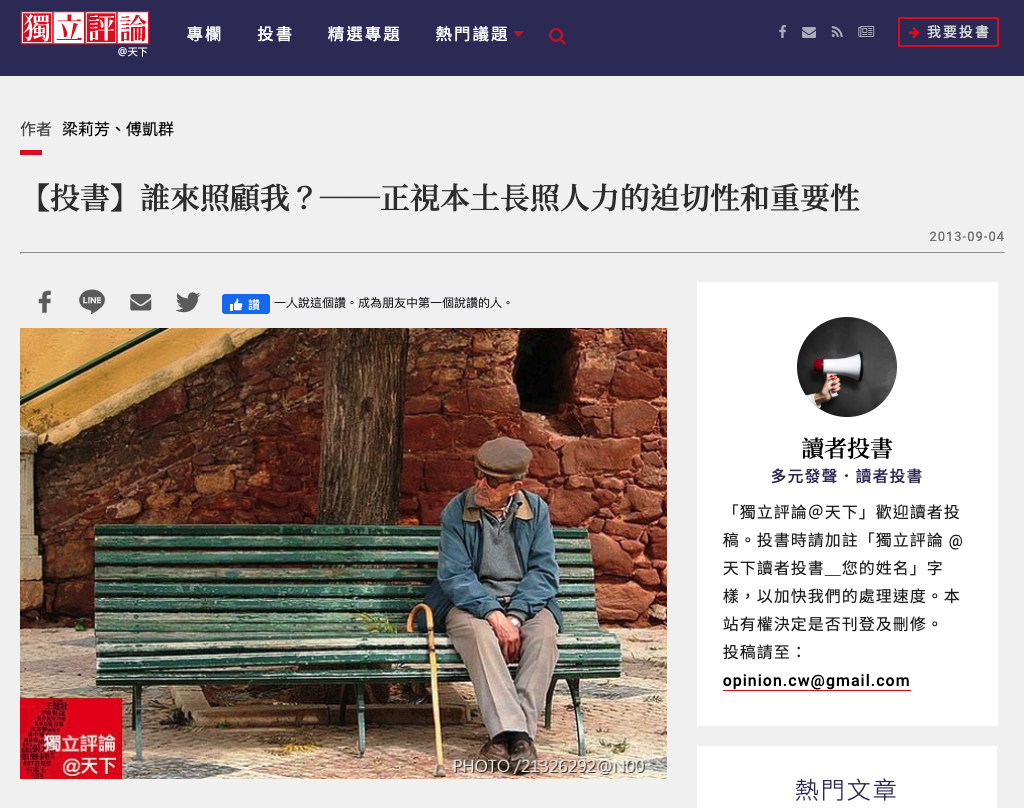 獨立評論
@天下
專欄
投書
精選專題
熱門議題
我要投書
作者 梁莉芳、傅凱群
【投書】誰來照顧我？——正視本土長照人力的迫切性和重要性
2013-09-04
LINE
讚
一人說這個讚。成為朋友中第一個說讚的人。
獨立評論
@天下
PHOTO /21326292@N00
讀者投書
多元發聲．讀者投書
「獨立評論＠天下」歡迎讀者投
稿。投書時請加註「獨立評論 @
天下讀者投書__您的姓名」字
樣，以加快我們的處理速度。本
站有權決定是否刊登及刪修。
投稿請至：
opinion.cw@gmail.com
熱門文章